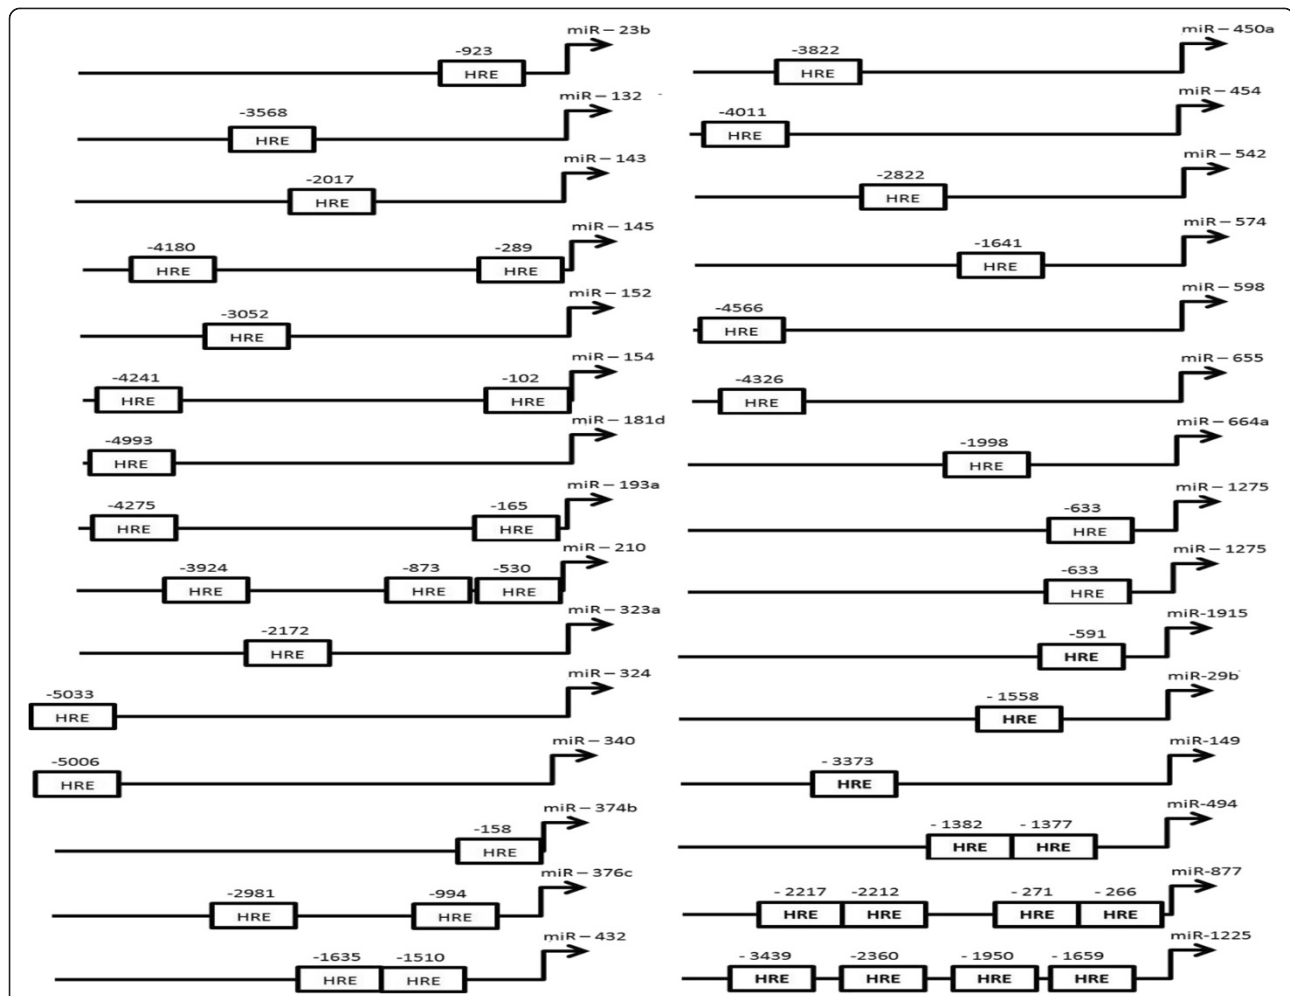 miR – 23b
-923
HRE
miR – 132
-3568
HRE
miR – 143
-2017
HRE
miR – 145
-4180 -289
HRE HRE
miR – 152
-3052
HRE
miR – 154
-4241 -102
HRE HRE
miR – 181d
-4993
HRE
miR – 193a
-4275 -165
HRE HRE
miR – 210
-3924 -873 -530
HRE HRE HRE
miR – 323a
-2172
HRE
miR – 324
-5033
HRE
miR – 340
-5006
HRE
miR – 374b
-158
HRE
miR – 376c
-2981 -994
HRE HRE
miR – 432
-1635 -1510
HRE HRE
miR – 450a
-3822
HRE
miR – 454
-4011
HRE
miR – 542
-2822
HRE
miR – 574
-1641
HRE
miR – 598
-4566
HRE
miR – 655
-4326
HRE
miR – 664a
-1998
HRE
miR – 1275
-633
HRE
miR – 1275
-633
HRE
miR-1915
-591
HRE
miR-29b
- 1558
HRE
miR-149
- 3373
HRE
miR-494
- 1382 - 1377
HRE HRE
miR-877
- 2217 -2212 - 271 - 266
HRE HRE HRE HRE
miR-1225
- 3439 -2360 - 1950 - 1659
HRE HRE HRE HRE